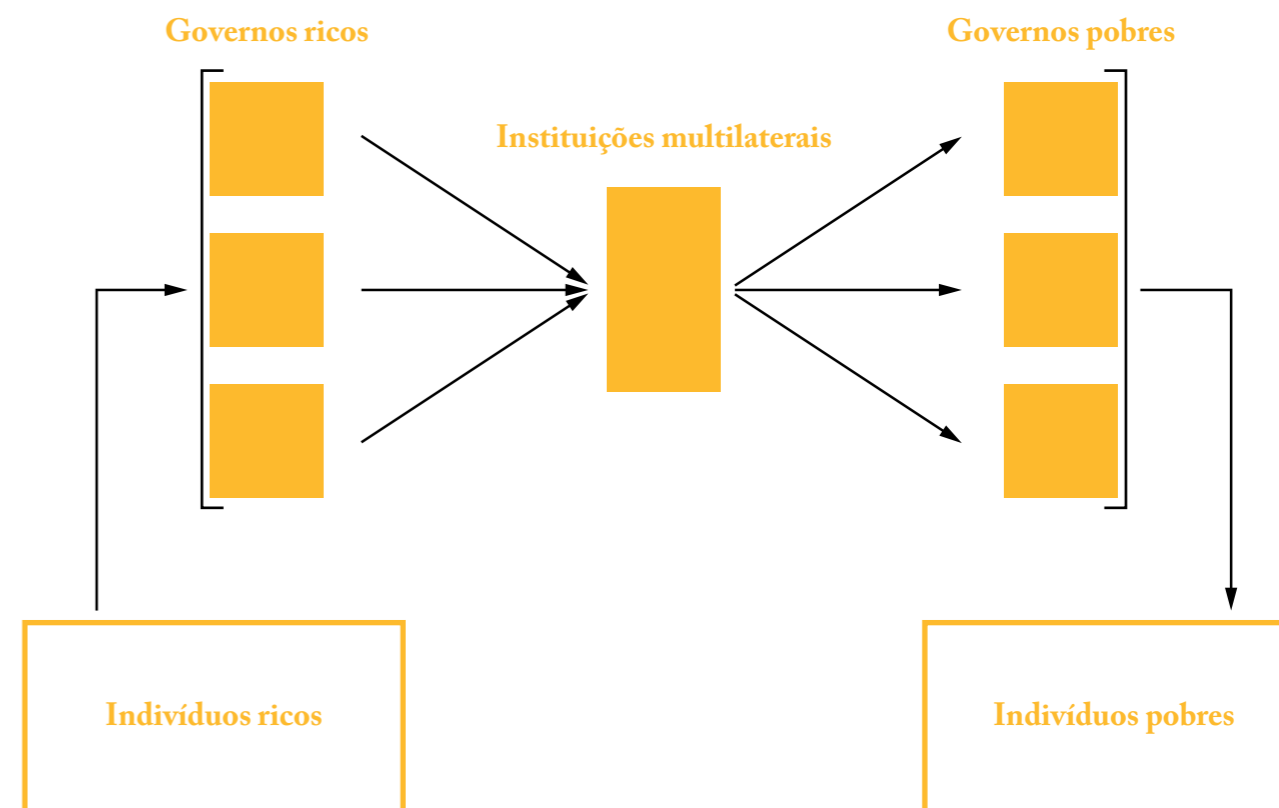 Governos ricos
Governos pobres
Instituições multilaterais
Indivíduos ricos
Indivíduos pobres